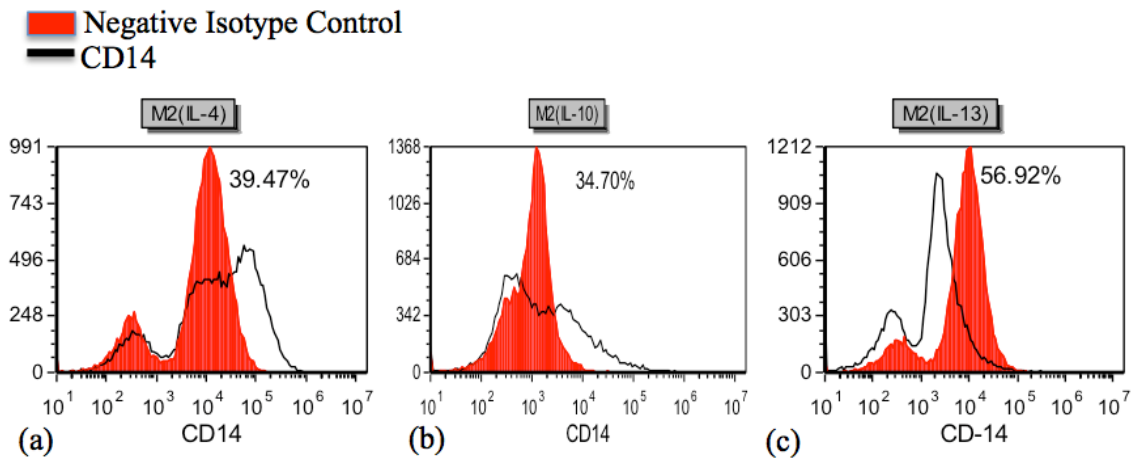 Negative Isotype Control
CD14
M2(IL-4)
M2(IL-10)
M2(IL-13)
991
743
496
248
0
39.47%
10^1 10^2 10^3 10^4 10^5 10^6 10^7
(a)
CD14
1368
1026
684
342
0
34.70%
10^1 10^2 10^3 10^4 10^5 10^6 10^7
(b)
CD14
1212
909
606
303
0
56.92%
10^1 10^2 10^3 10^4 10^5 10^6 10^7
(c)
CD-14